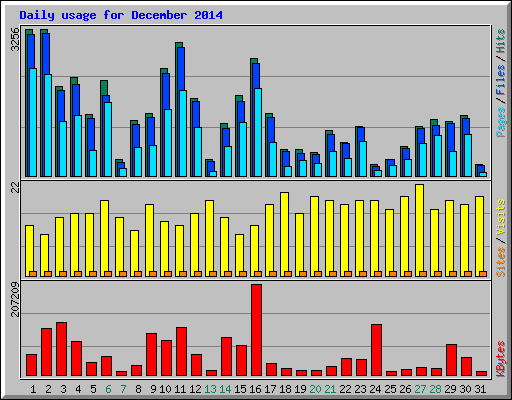 Daily usage for December 2014
3256
Pages / Files / Hits
22
Sites / Visits
207209
KBytes
1 2 3 4 5 6 7 8 9 10 11 12 13 14 15 16 17 18 19 20 21 22 23 24 25 26 27 28 29 30 31